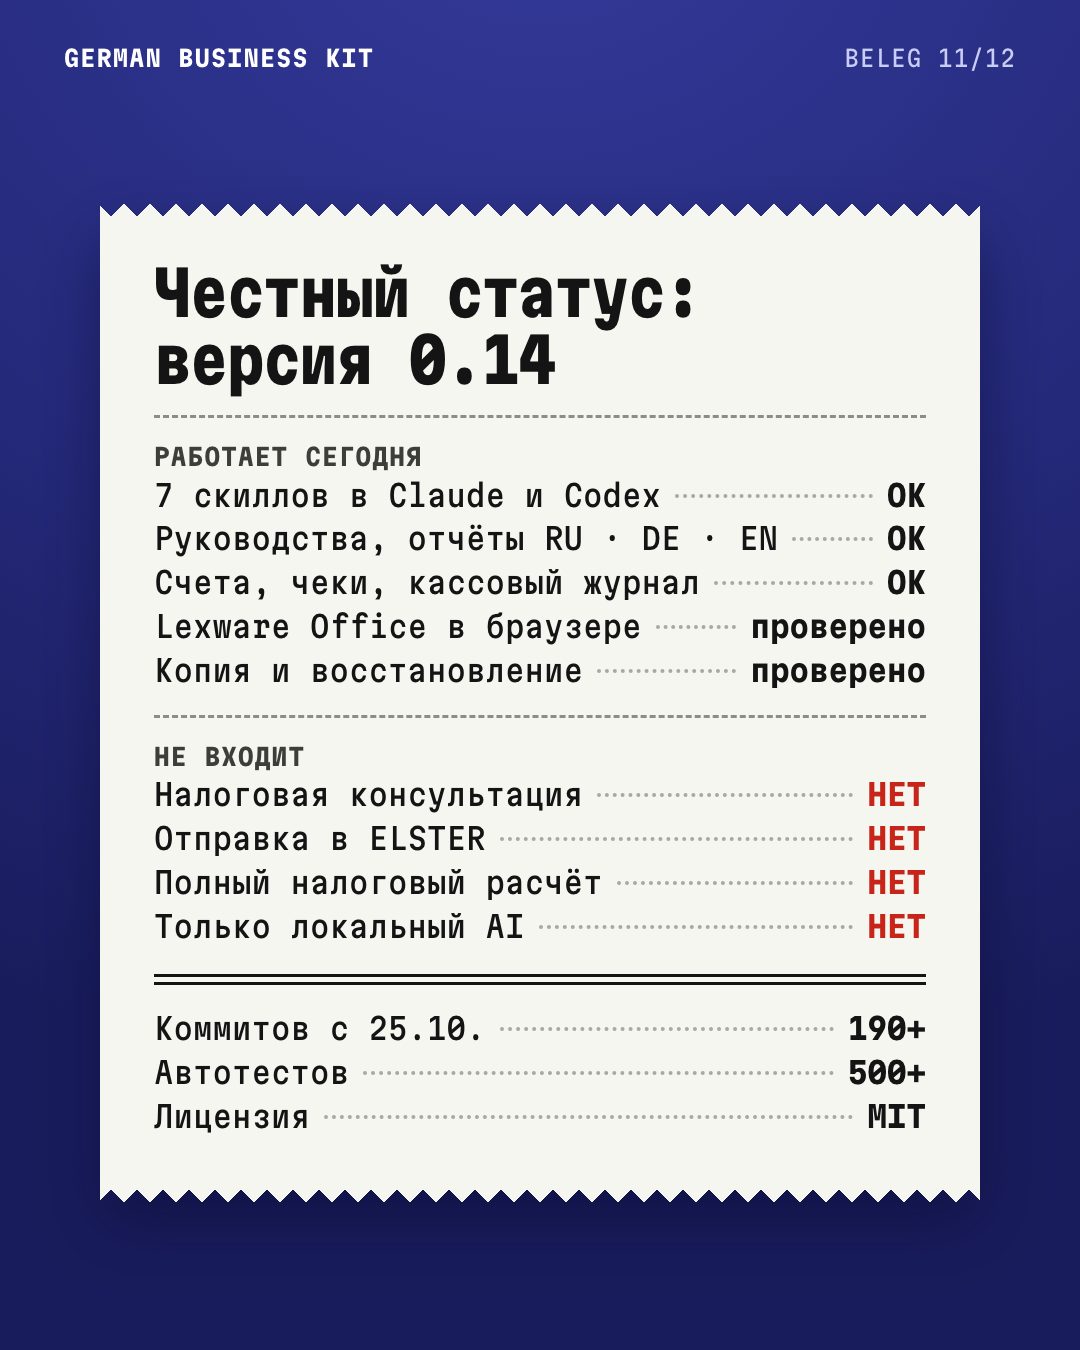 GERMAN BUSINESS KIT
BELEG 11/12
Честный статус:
версия 0.14
РАБОТАЕТ СЕГОДНЯ
7 скиллов в Claude и Codex OK
Руководства, отчёты RU · DE · EN OK
Счета, чеки, кассовый журнал OK
Lexware Office в браузере проверено
Копия и восстановление проверено
НЕ ВХОДИТ
Налоговая консультация НЕТ
Отправка в ELSTER НЕТ
Полный налоговый расчёт НЕТ
Только локальный AI НЕТ
Коммитов с 25.10. 190+
Автотестов 500+
Лицензия MIT